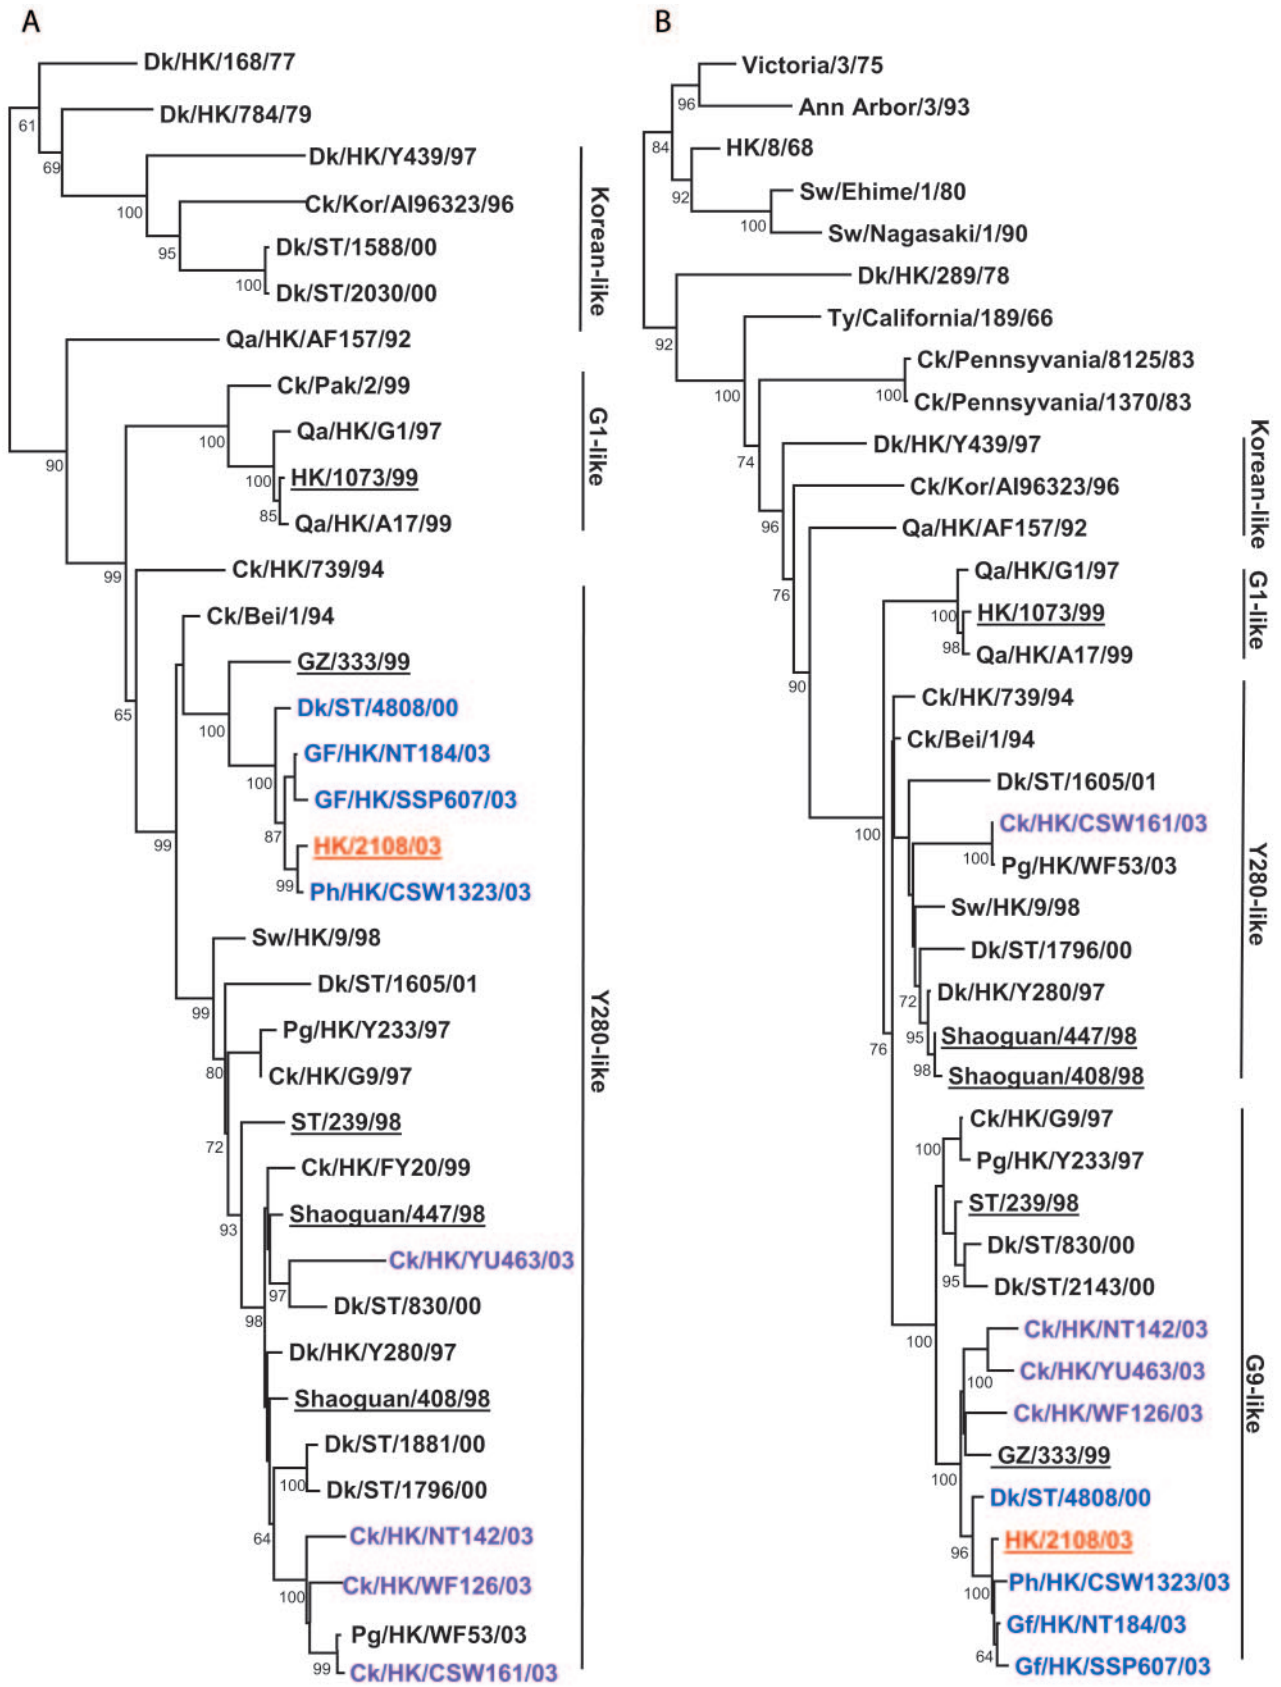 A
Dk/HK/168/77
61
Dk/HK/784/79
69
Dk/HK/Y439/97
100
Ck/Kor/AI96323/96
95
Dk/ST/1588/00
100
Dk/ST/2030/00
Korean-like
Qa/HK/AF157/92
90
Ck/Pak/2/99
100
Qa/HK/G1/97
100
HK/1073/99
85
Qa/HK/A17/99
G1-like
99
Ck/HK/739/94
65
Ck/Bei/1/94
GZ/333/99
100
Dk/ST/4808/00
100
GF/HK/NT184/03
GF/HK/SSP607/03
87
HK/2108/03
99
Ph/HK/CSW1323/03
99
Sw/HK/9/98
99
Dk/ST/1605/01
Pg/HK/Y233/97
80
Ck/HK/G9/97
72
ST/239/98
Ck/HK/FY20/99
93
Shaoguan/447/98
Ck/HK/YU463/03
97
Dk/ST/830/00
98
Dk/HK/Y280/97
Shaoguan/408/98
Dk/ST/1881/00
100
Dk/ST/1796/00
64
Ck/HK/NT142/03
100
Ck/HK/WF126/03
Pg/HK/WF53/03
99
Ck/HK/CSW161/03
Y280-like
B
Victoria/3/75
96
Ann Arbor/3/93
84
HK/8/68
92
Sw/Ehime/1/80
100
Sw/Nagasaki/1/90
Dk/HK/289/78
92
Ty/California/189/66
100
Ck/Pennsyvania/8125/83
100
Ck/Pennsyvania/1370/83
74
Dk/HK/Y439/97
Ck/Kor/AI96323/96
96
Qa/HK/AF157/92
Korean-like
76
Qa/HK/G1/97
100
HK/1073/99
98
Qa/HK/A17/99
G1-like
90
Ck/HK/739/94
Ck/Bei/1/94
Dk/ST/1605/01
100
Ck/HK/CSW161/03
100
Pg/HK/WF53/03
Sw/HK/9/98
Dk/ST/1796/00
72
Dk/HK/Y280/97
95
Shaoguan/447/98
98
Shaoguan/408/98
Y280-like
76
Ck/HK/G9/97
100
Pg/HK/Y233/97
ST/239/98
Dk/ST/830/00
95
Dk/ST/2143/00
100
Ck/HK/NT142/03
100
Ck/HK/YU463/03
Ck/HK/WF126/03
GZ/333/99
100
Dk/ST/4808/00
96
HK/2108/03
100
Ph/HK/CSW1323/03
Gf/HK/NT184/03
64
Gf/HK/SSP607/03
G9-like